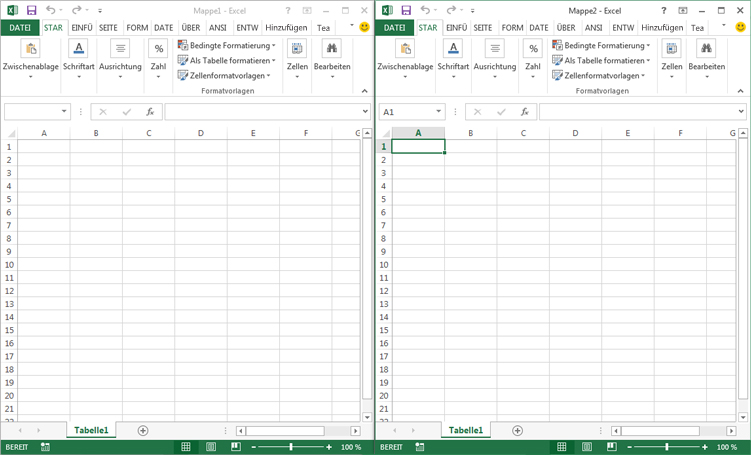 Mappe1 - Excel
DATEI STAR EINFÜ SEITE FORM DATE ÜBER ANSI ENTW Hinzufügen Tea
Zwischenablage Schriftart Ausrichtung % Zahl
Bedingte Formatierung
Als Tabelle formatieren
Zellenformatvorlagen
Formatvorlagen
Zellen Bearbeiten
fx
A B C D E F G
1
2
3
4
5
6
7
8
9
10
11
12
13
14
15
16
17
18
19
20
21
22
Tabelle1
BEREIT 100 %
Mappe2 - Excel
DATEI STAR EINFÜ SEITE FORM DATE ÜBER ANSI ENTW Hinzufügen Tea
Zwischenablage Schriftart Ausrichtung % Zahl
Bedingte Formatierung
Als Tabelle formatieren
Zellenformatvorlagen
Formatvorlagen
Zellen Bearbeiten
A1 fx
A B C D E F G
1
2
3
4
5
6
7
8
9
10
11
12
13
14
15
16
17
18
19
20
21
22
Tabelle1
BEREIT 100 %